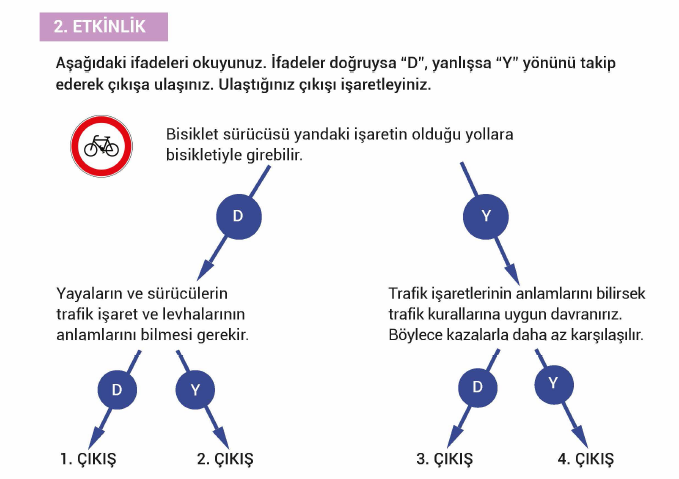 2. ETKİNLİK
Aşağıdaki ifadeleri okuyunuz. İfadeler doğruysa “D”, yanlışsa “Y” yönünü takip
ederek çıkışa ulaşınız. Ulaştığınız çıkışı işaretleyiniz.
Bisiklet sürücüsü yandaki işaretin olduğu yollara
bisikletiyle girebilir.
D
Y
Yayaların ve sürücülerin
trafik işaret ve levhalarının
anlamlarını bilmesi gerekir.
Trafik işaretlerinin anlamlarını bilirsek
trafik kurallarına uygun davranırız.
Böylece kazalarla daha az karşılaşılır.
D
Y
D
Y
1. ÇIKIŞ
2. ÇIKIŞ
3. ÇIKIŞ
4. ÇIKIŞ